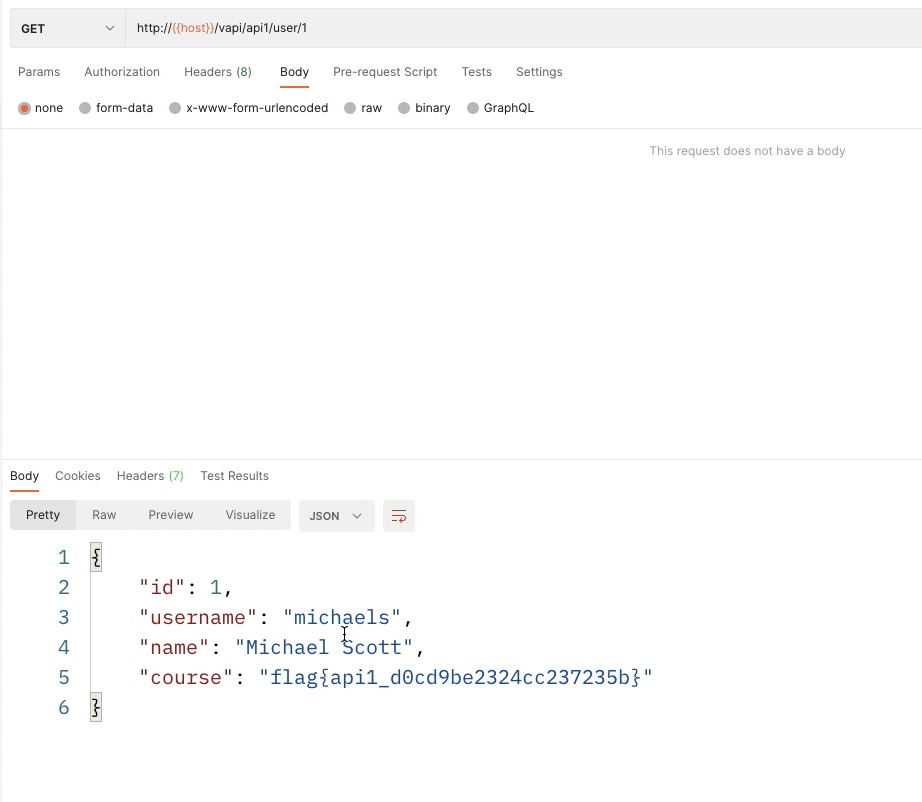 GET http://{{host}}/vapi/api1/user/1
Params Authorization Headers (8) Body Pre-request Script Tests Settings
none form-data x-www-form-urlencoded raw binary GraphQL
This request does not have a body
Body Cookies Headers (7) Test Results
Pretty Raw Preview Visualize JSON
1 {
2 "id": 1,
3 "username": "michaels",
4 "name": "Michael Scott",
5 "course": "flag{api1_d0cd9be2324cc237235b}"
6 }